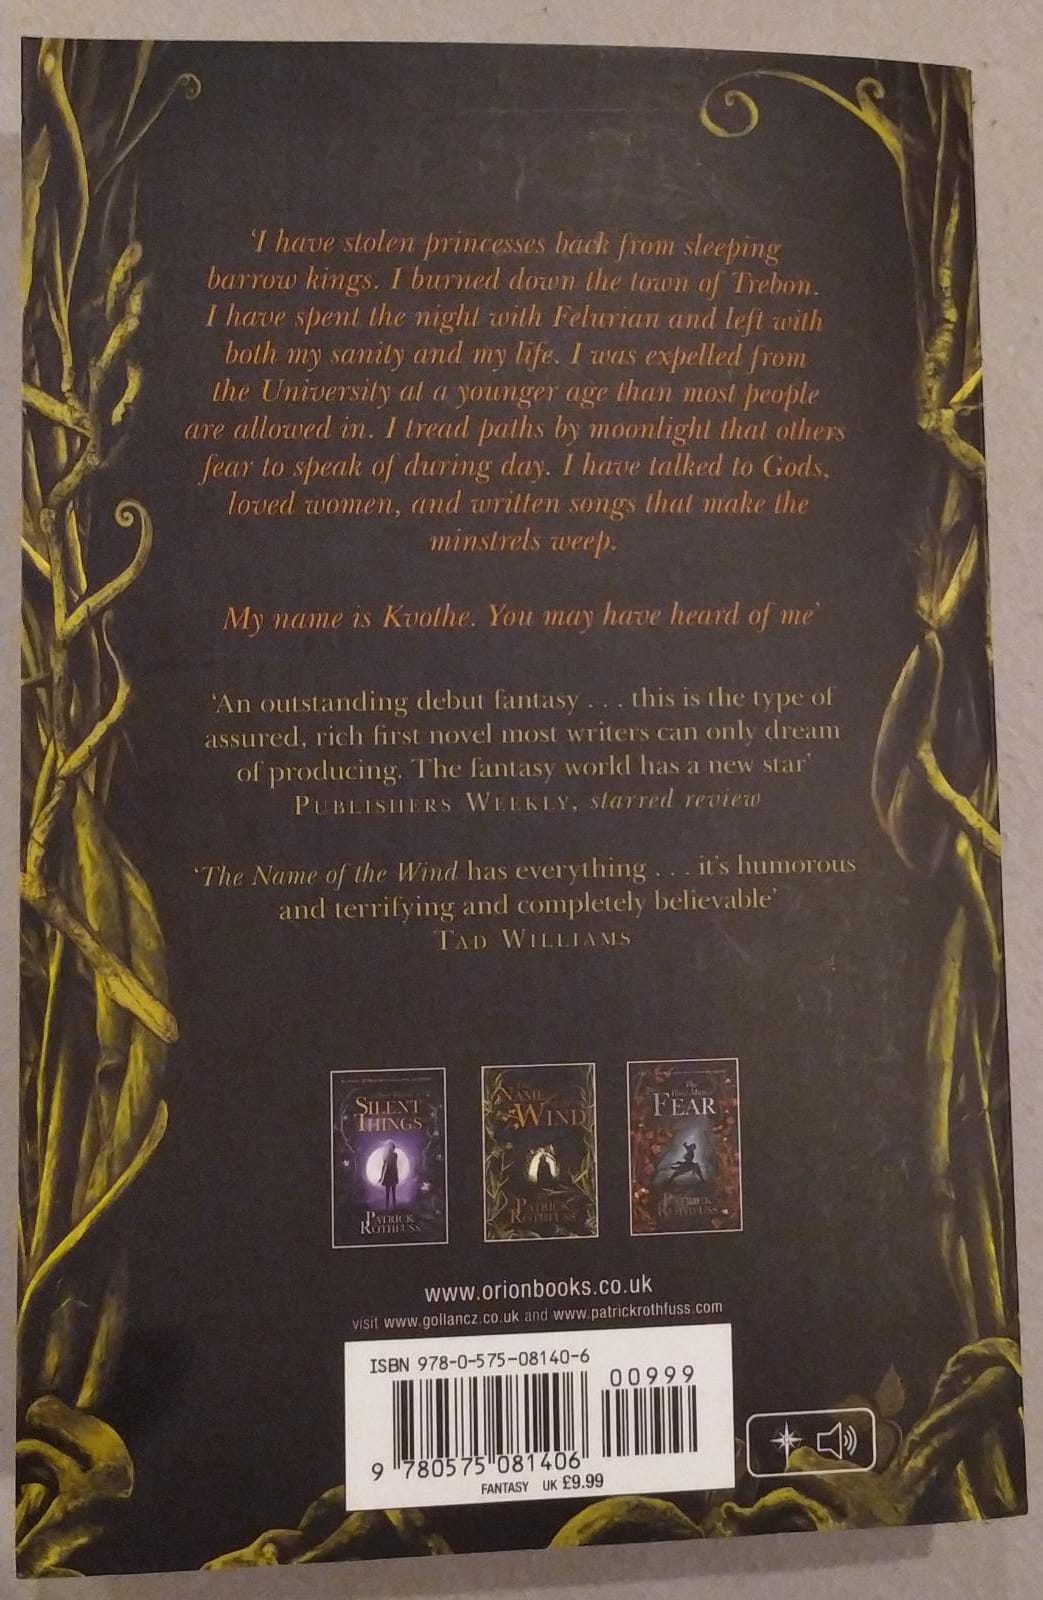 'I have stolen princesses back from sleeping
barrow kings. I burned down the town of Trebon.
I have spent the night with Felurian and left with
both my sanity and my life. I was expelled from
the University at a younger age than most people
are allowed in. I tread paths by moonlight that others
fear to speak of during day. I have talked to Gods,
loved women, and written songs that make the
minstrels weep.
My name is Kvothe. You may have heard of me'
'An outstanding debut fantasy . . . this is the type of
assured, rich first novel most writers can only dream
of producing. The fantasy world has a new star'
PUBLISHERS WEEKLY, starred review
'The Name of the Wind has everything . . . it's humorous
and terrifying and completely believable'
TAD WILLIAMS
SILENT
THINGS
PATRICK
ROTHFUSS
NAME
WIND
PATRICK
ROTHFUSS
FEAR
PATRICK
ROTHFUSS
www.orionbooks.co.uk
visit www.gollancz.co.uk and www.patrickrothfuss.com
ISBN 978-0-575-08140-6
00999
9 780575 081406
FANTASY UK £9.99